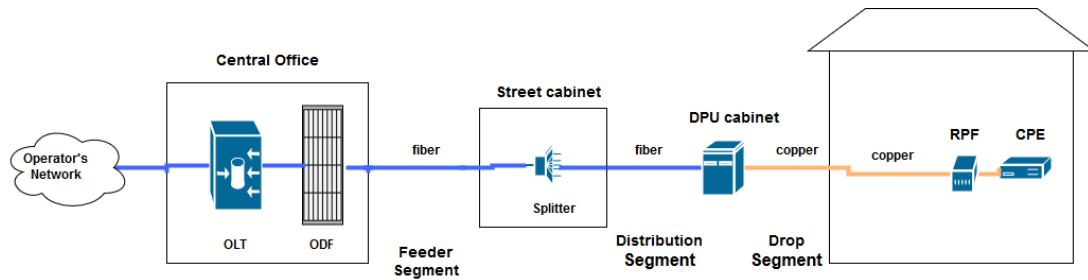 Central Office
Street cabinet
DPU cabinet
RPF
CPE
Operator's
Network
fiber
fiber
copper
copper
Splitter
OLT
ODF
Feeder
Segment
Distribution
Segment
Drop
Segment